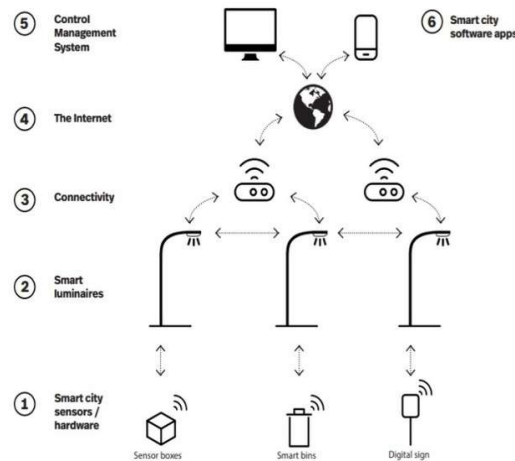 5 Control
Management
System
6 Smart city
software apps
4 The Internet
3 Connectivity
2 Smart
luminaires
1 Smart city
sensors /
hardware
Sensor boxes
Smart bins
Digital sign